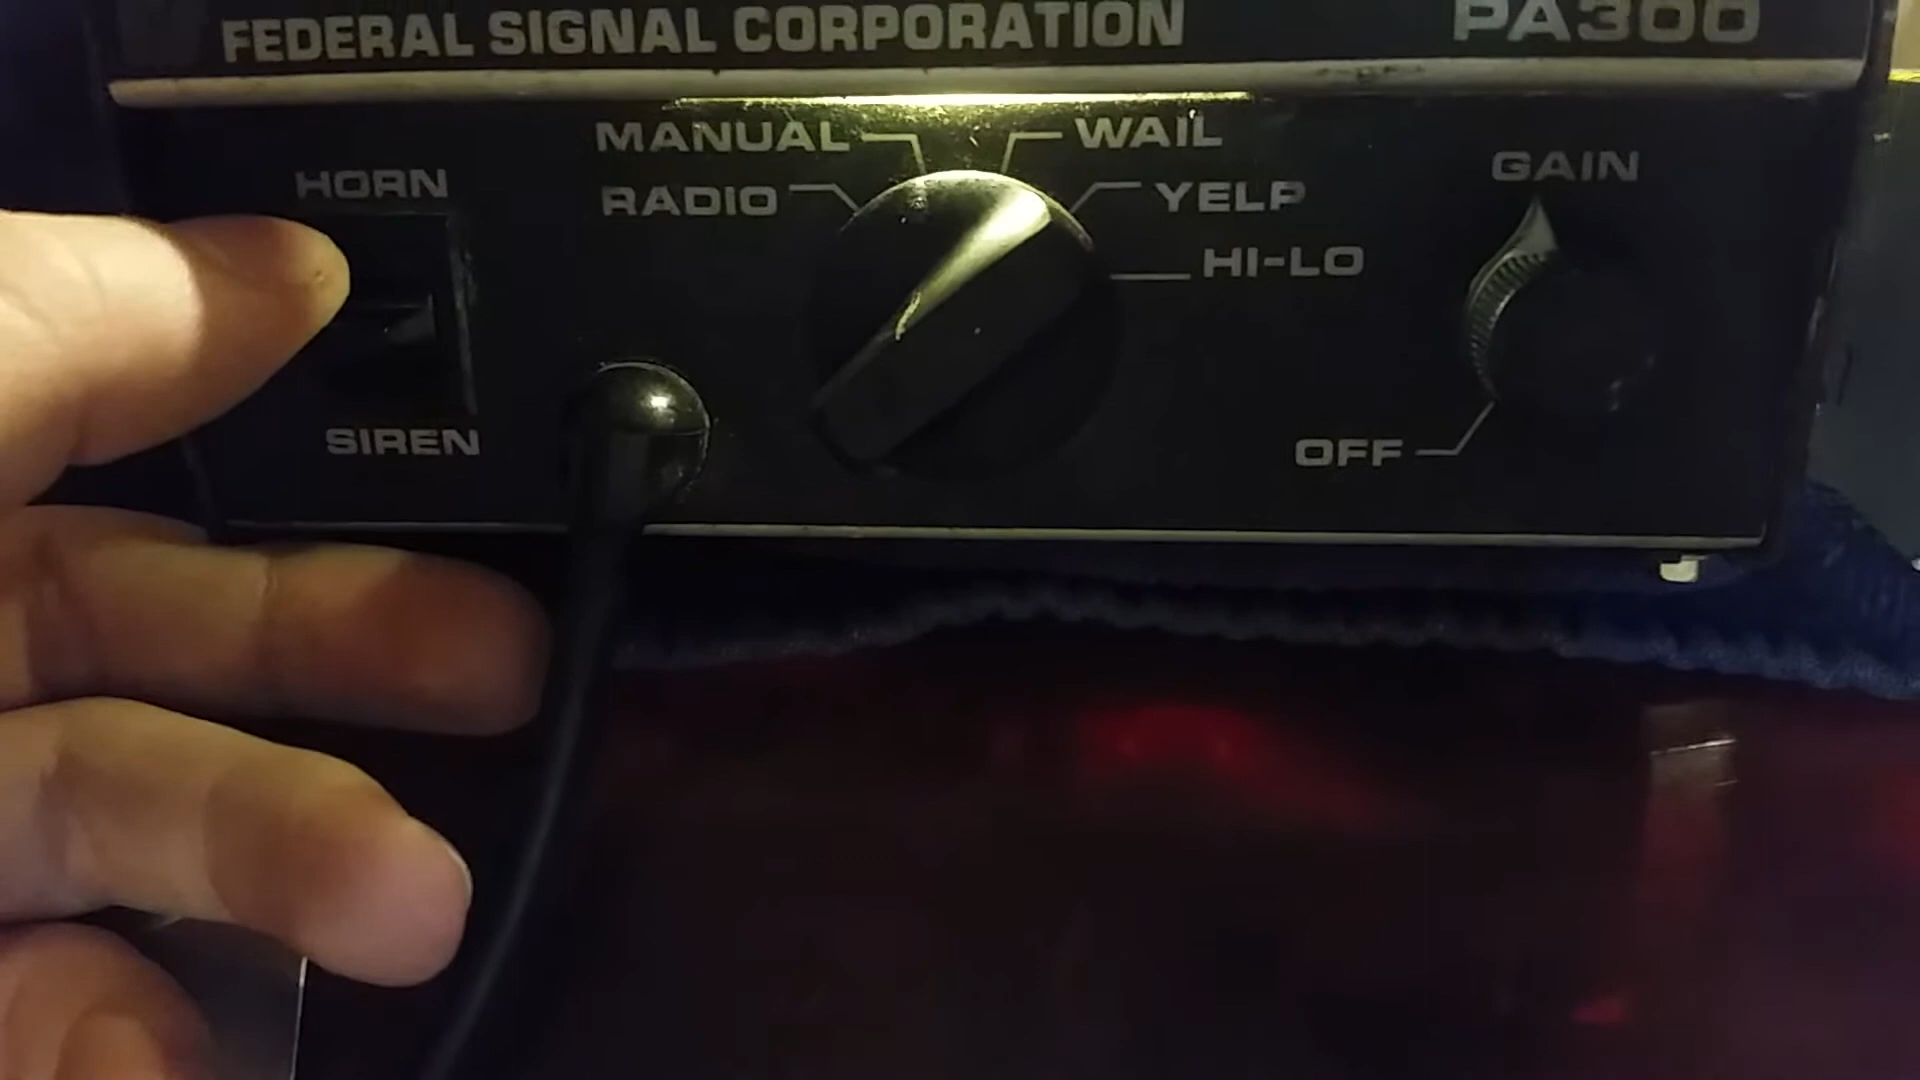 FEDERAL SIGNAL CORPORATION PA300
MANUAL WAIL
HORN RADIO YELP GAIN
HI-LO
SIREN OFF